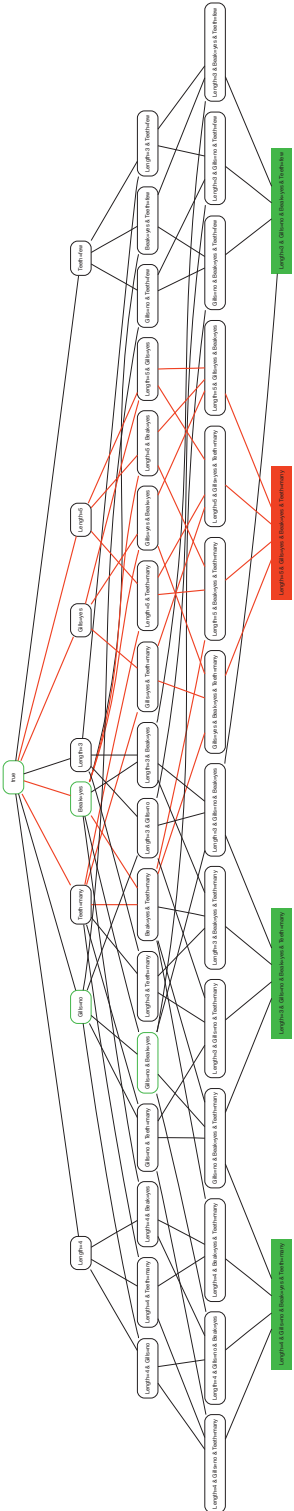 true
Length=4
Gills=no
Teeth=many
Beak=yes
Length=3
Gills=yes
Length=5
Teeth=few
Length=4 & Gills=no
Length=4 & Teeth=many
Length=4 & Beak=yes
Gills=no & Teeth=many
Gills=no & Beak=yes
Length=3 & Teeth=many
Beak=yes & Teeth=many
Length=3 & Gills=no
Length=3 & Beak=yes
Gills=yes & Teeth=many
Length=5 & Teeth=many
Gills=yes & Beak=yes
Length=5 & Beak=yes
Length=5 & Gills=yes
Gills=no & Teeth=few
Beak=yes & Teeth=few
Length=3 & Teeth=few
Length=4 & Gills=no & Teeth=many
Length=4 & Gills=no & Beak=yes
Length=4 & Beak=yes & Teeth=many
Gills=no & Beak=yes & Teeth=many
Length=3 & Gills=no & Teeth=many
Length=3 & Beak=yes & Teeth=many
Length=3 & Gills=no & Beak=yes
Gills=yes & Beak=yes & Teeth=many
Length=5 & Beak=yes & Teeth=many
Length=5 & Gills=yes & Teeth=many
Length=5 & Gills=yes & Beak=yes
Gills=no & Beak=yes & Teeth=few
Length=3 & Gills=no & Teeth=few
Length=3 & Beak=yes & Teeth=few
Length=4 & Gills=no & Beak=yes & Teeth=many
Length=3 & Gills=no & Beak=yes & Teeth=many
Length=5 & Gills=yes & Beak=yes & Teeth=many
Length=3 & Gills=no & Beak=yes & Teeth=few